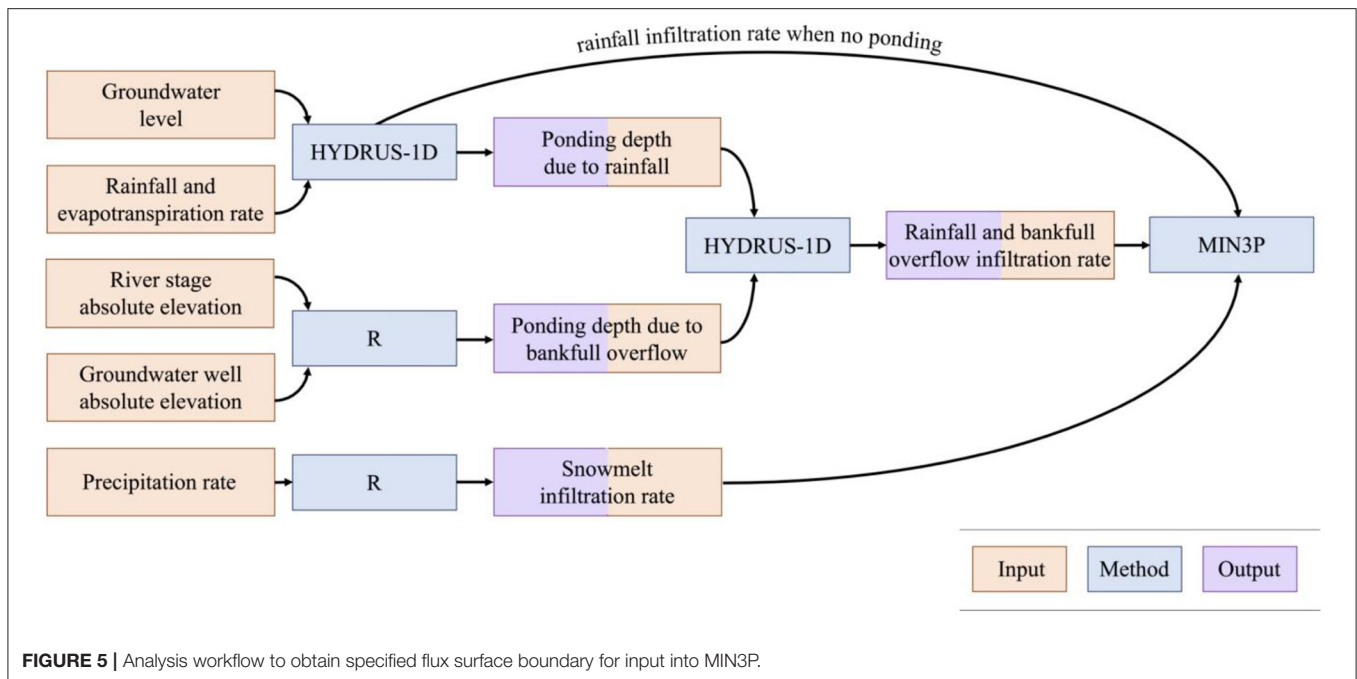 rainfall infiltration rate when no ponding
Groundwater
level
HYDRUS-1D
Ponding depth
due to rainfall
Rainfall and
evapotranspiration rate
HYDRUS-1D
Rainfall and bankfull
overflow infiltration rate
MIN3P
River stage
absolute elevation
R
Ponding depth due to
bankfull overflow
Groundwater well
absolute elevation
Precipitation rate
R
Snowmelt
infiltration rate
Input
Method
Output
FIGURE 5 | Analysis workflow to obtain specified flux surface boundary for input into MIN3P.